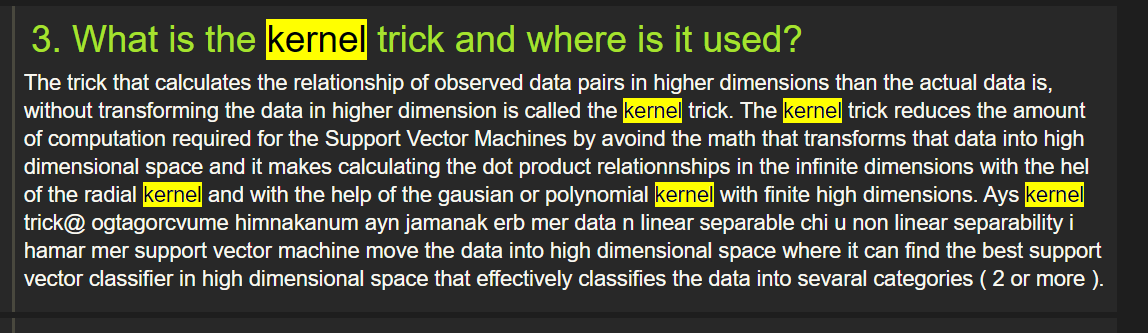 3. What is the kernel trick and where is it used?
The trick that calculates the relationship of observed data pairs in higher dimensions than the actual data is,
without transforming the data in higher dimension is called the kernel trick. The kernel trick reduces the amount
of computation required for the Support Vector Machines by avoind the math that transforms that data into high
dimensional space and it makes calculating the dot product relationnships in the infinite dimensions with the hel
of the radial kernel and with the help of the gausian or polynomial kernel with finite high dimensions. Ays kernel
trick@ ogtagorcvume himnakanum ayn jamanak erb mer data n linear separable chi u non linear separability i
hamar mer support vector machine move the data into high dimensional space where it can find the best support
vector classifier in high dimensional space that effectively classifies the data into sevaral categories ( 2 or more ).